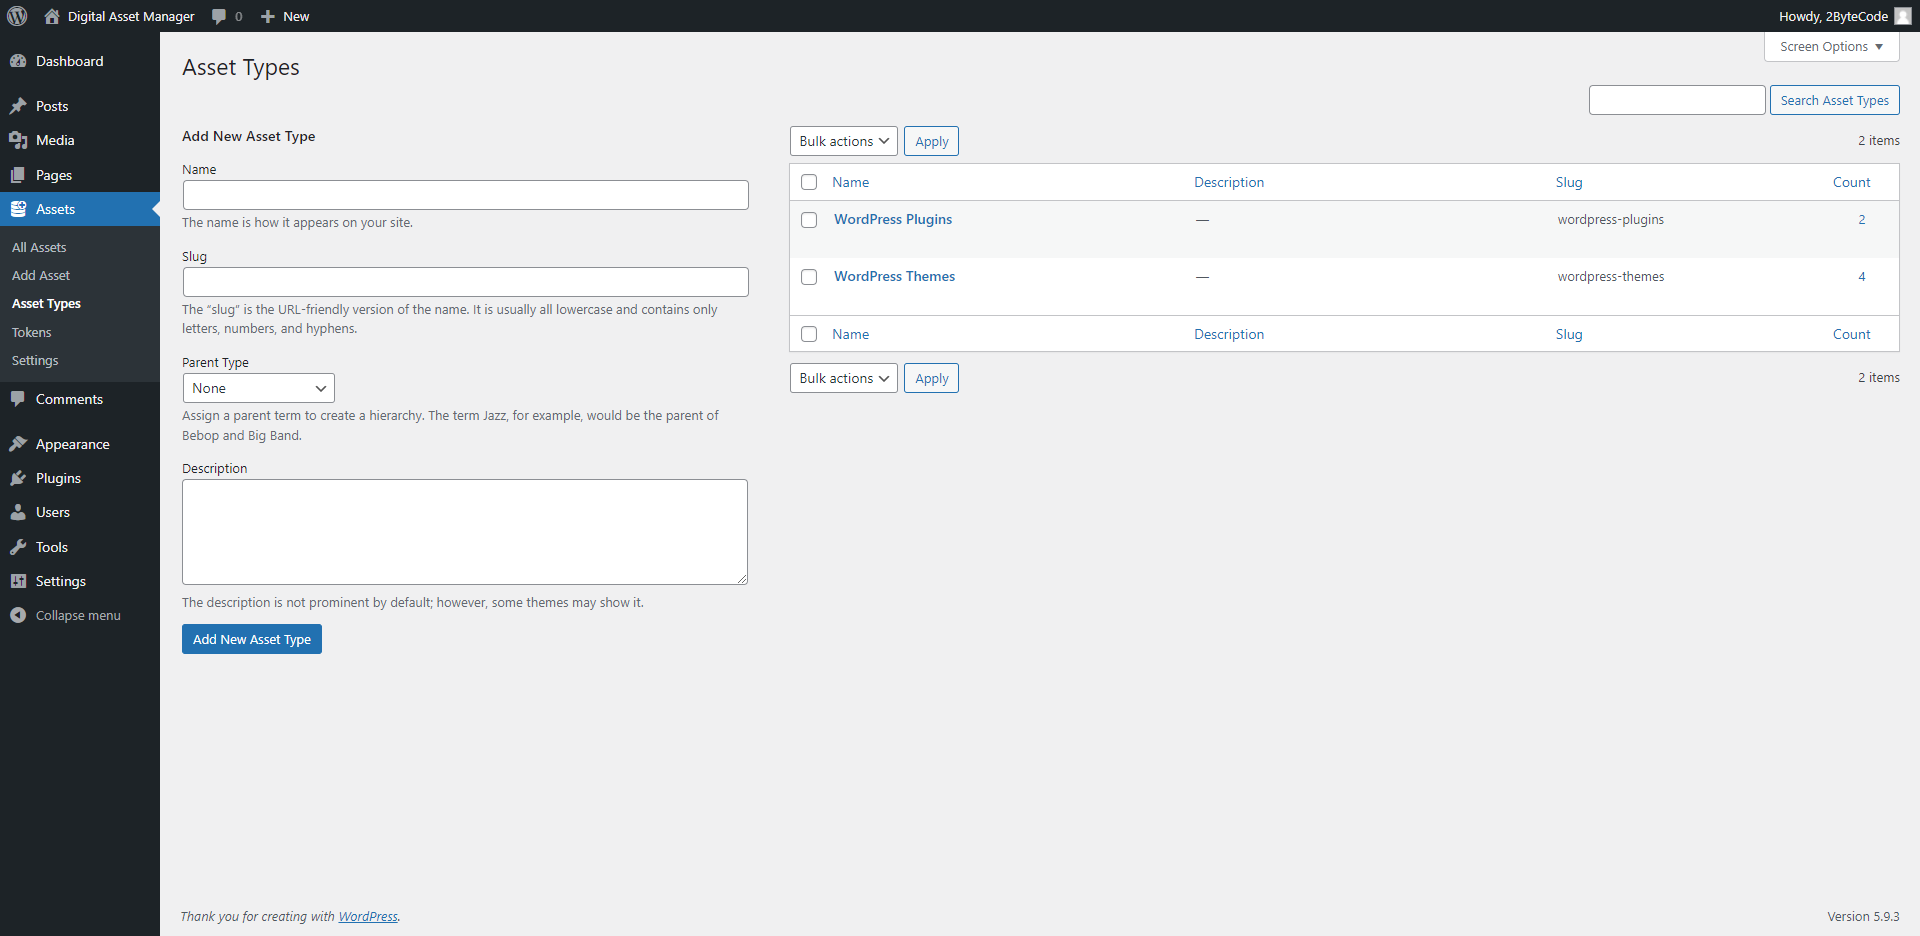 Digital Asset Manager
0
New
Howdy, 2ByteCode
Dashboard
Posts
Media
Pages
Assets
All Assets
Add Asset
Asset Types
Tokens
Settings
Comments
Appearance
Plugins
Users
Tools
Settings
Collapse menu
Screen Options
Asset Types
Search Asset Types
Add New Asset Type
Name
The name is how it appears on your site.
Slug
The “slug” is the URL-friendly version of the name. It is usually all lowercase and contains only
letters, numbers, and hyphens.
Parent Type
None
Assign a parent term to create a hierarchy. The term Jazz, for example, would be the parent of
Bebop and Big Band.
Description
The description is not prominent by default; however, some themes may show it.
Add New Asset Type
Bulk actions Apply 2 items
Name Description Slug Count
WordPress Plugins — wordpress-plugins 2
WordPress Themes — wordpress-themes 4
Name Description Slug Count
Bulk actions Apply 2 items
Thank you for creating with WordPress.
Version 5.9.3